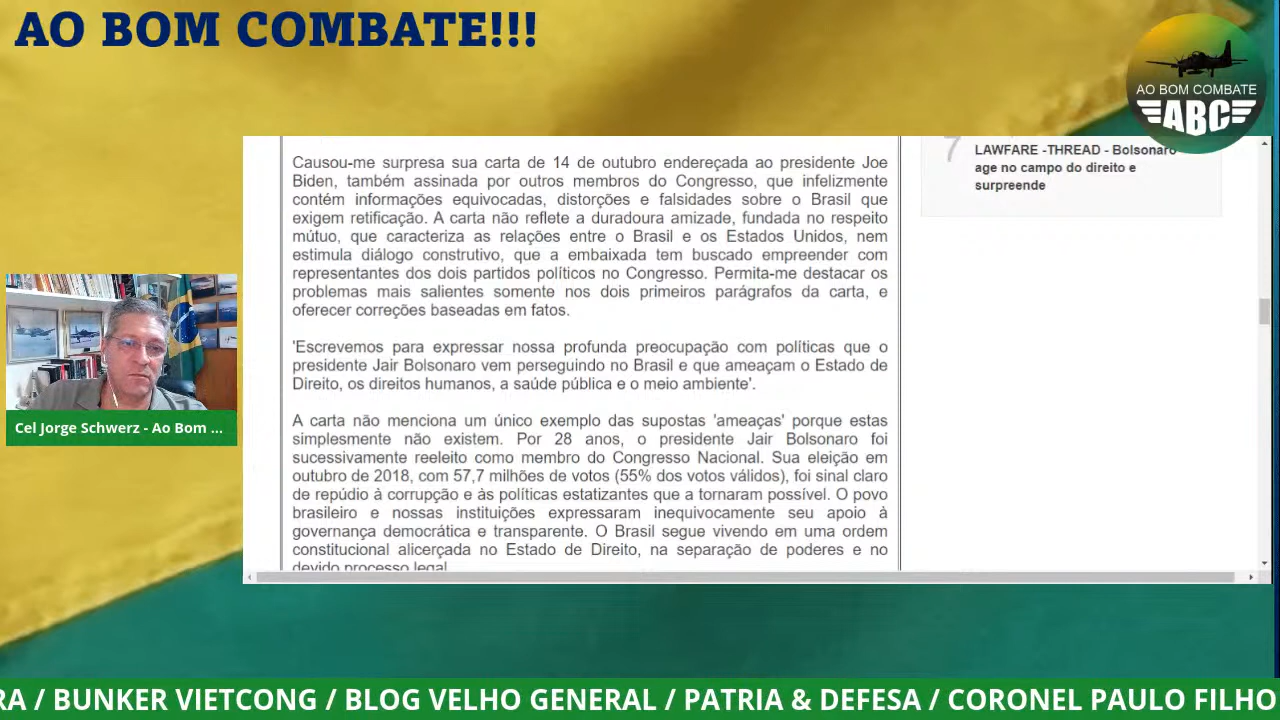 AO BOM COMBATE!!!
AO BOM COMBATE
ABC
7
LAWFARE -THREAD - Bolsonaro
age no campo do direito e
surpreende
Causou-me surpresa sua carta de 14 de outubro endereçada ao presidente Joe
Biden, também assinada por outros membros do Congresso, que infelizmente
contém informações equivocadas, distorções e falsidades sobre o Brasil que
exigem retificação. A carta não reflete a duradoura amizade, fundada no respeito
mútuo, que caracteriza as relações entre o Brasil e os Estados Unidos, nem
estimula diálogo construtivo, que a embaixada tem buscado empreender com
representantes dos dois partidos políticos no Congresso. Permita-me destacar os
problemas mais salientes somente nos dois primeiros parágrafos da carta, e
oferecer correções baseadas em fatos.
'Escrevemos para expressar nossa profunda preocupação com políticas que o
presidente Jair Bolsonaro vem perseguindo no Brasil e que ameaçam o Estado de
Direito, os direitos humanos, a saúde pública e o meio ambiente'.
A carta não menciona um único exemplo das supostas 'ameaças' porque estas
simplesmente não existem. Por 28 anos, o presidente Jair Bolsonaro foi
sucessivamente reeleito como membro do Congresso Nacional. Sua eleição em
outubro de 2018, com 57,7 milhões de votos (55% dos votos válidos), foi sinal claro
de repúdio à corrupção e às políticas estatizantes que a tornaram possível. O povo
brasileiro e nossas instituições expressaram inequivocamente seu apoio à
governança democrática e transparente. O Brasil segue vivendo em uma ordem
constitucional alicerçada no Estado de Direito, na separação de poderes e no
devido processo legal
Cel Jorge Schwerz - Ao Bom ...
RA / BUNKER VIETCONG / BLOG VELHO GENERAL / PATRIA & DEFESA / CORONEL PAULO FILHO